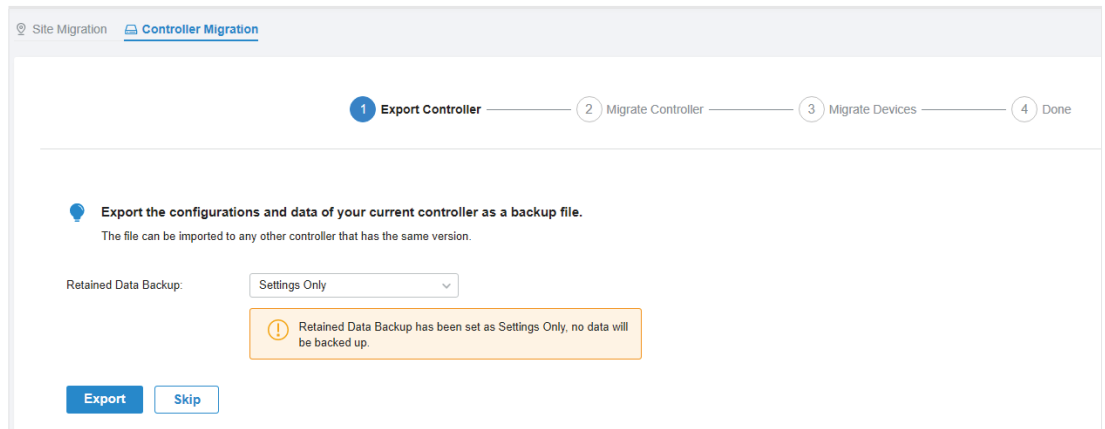 Site Migration Controller Migration
1 Export Controller 2 Migrate Controller 3 Migrate Devices 4 Done
Export the configurations and data of your current controller as a backup file.
The file can be imported to any other controller that has the same version.
Retained Data Backup: Settings Only
Retained Data Backup has been set as Settings Only, no data will
be backed up.
Export Skip